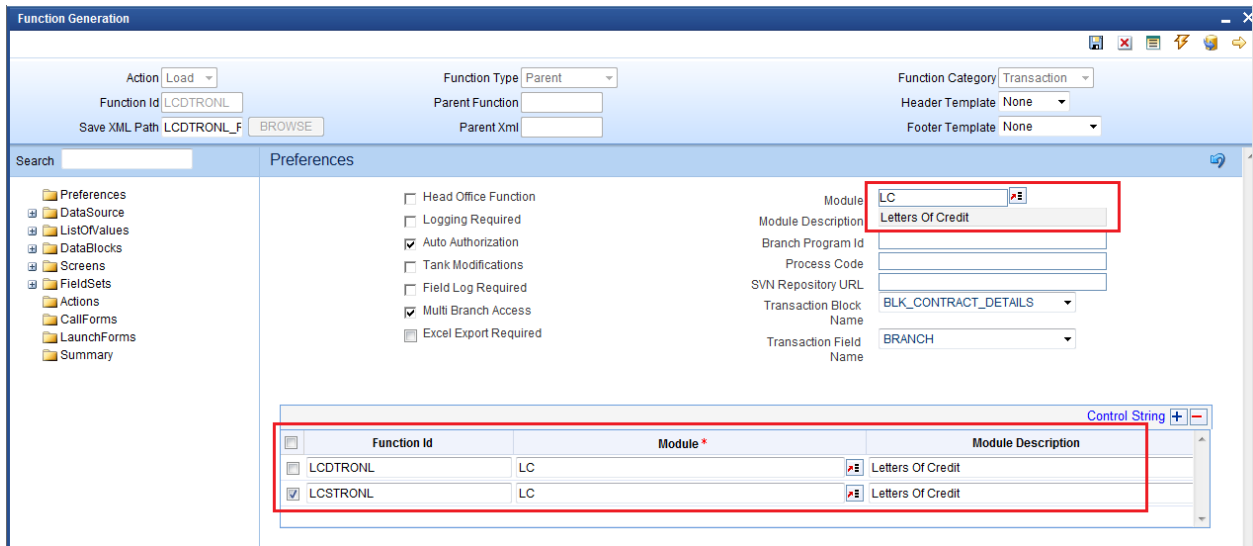 Function Generation
Action Load Function Type Parent Function Category Transaction
Function Id LCDTRONL Parent Function Header Template None
Save XML Path LCDTRONL_F BROWSE Parent Xml Footer Template None
Search Preferences
Preferences
DataSource
ListOfValues
DataBlocks
Screens
FieldSets
Actions
CallForms
LaunchForms
Summary
Head Office Function
Logging Required
Auto Authorization
Tank Modifications
Field Log Required
Multi Branch Access
Excel Export Required
Module LC
Module Description Letters Of Credit
Branch Program Id
Process Code
SVN Repository URL
Transaction Block BLK_CONTRACT_DETAILS
Name
Transaction Field BRANCH
Name
Control String
Function Id Module * Module Description
LCDTRONL LC Letters Of Credit
LCSTRONL LC Letters Of Credit